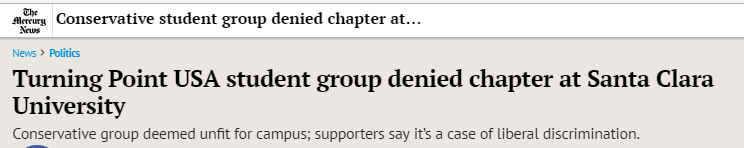 The
Mercury
News
Conservative student group denied chapter at...
News > Politics
Turning Point USA student group denied chapter at Santa Clara
University
Conservative group deemed unfit for campus; supporters say it's a case of liberal discrimination.